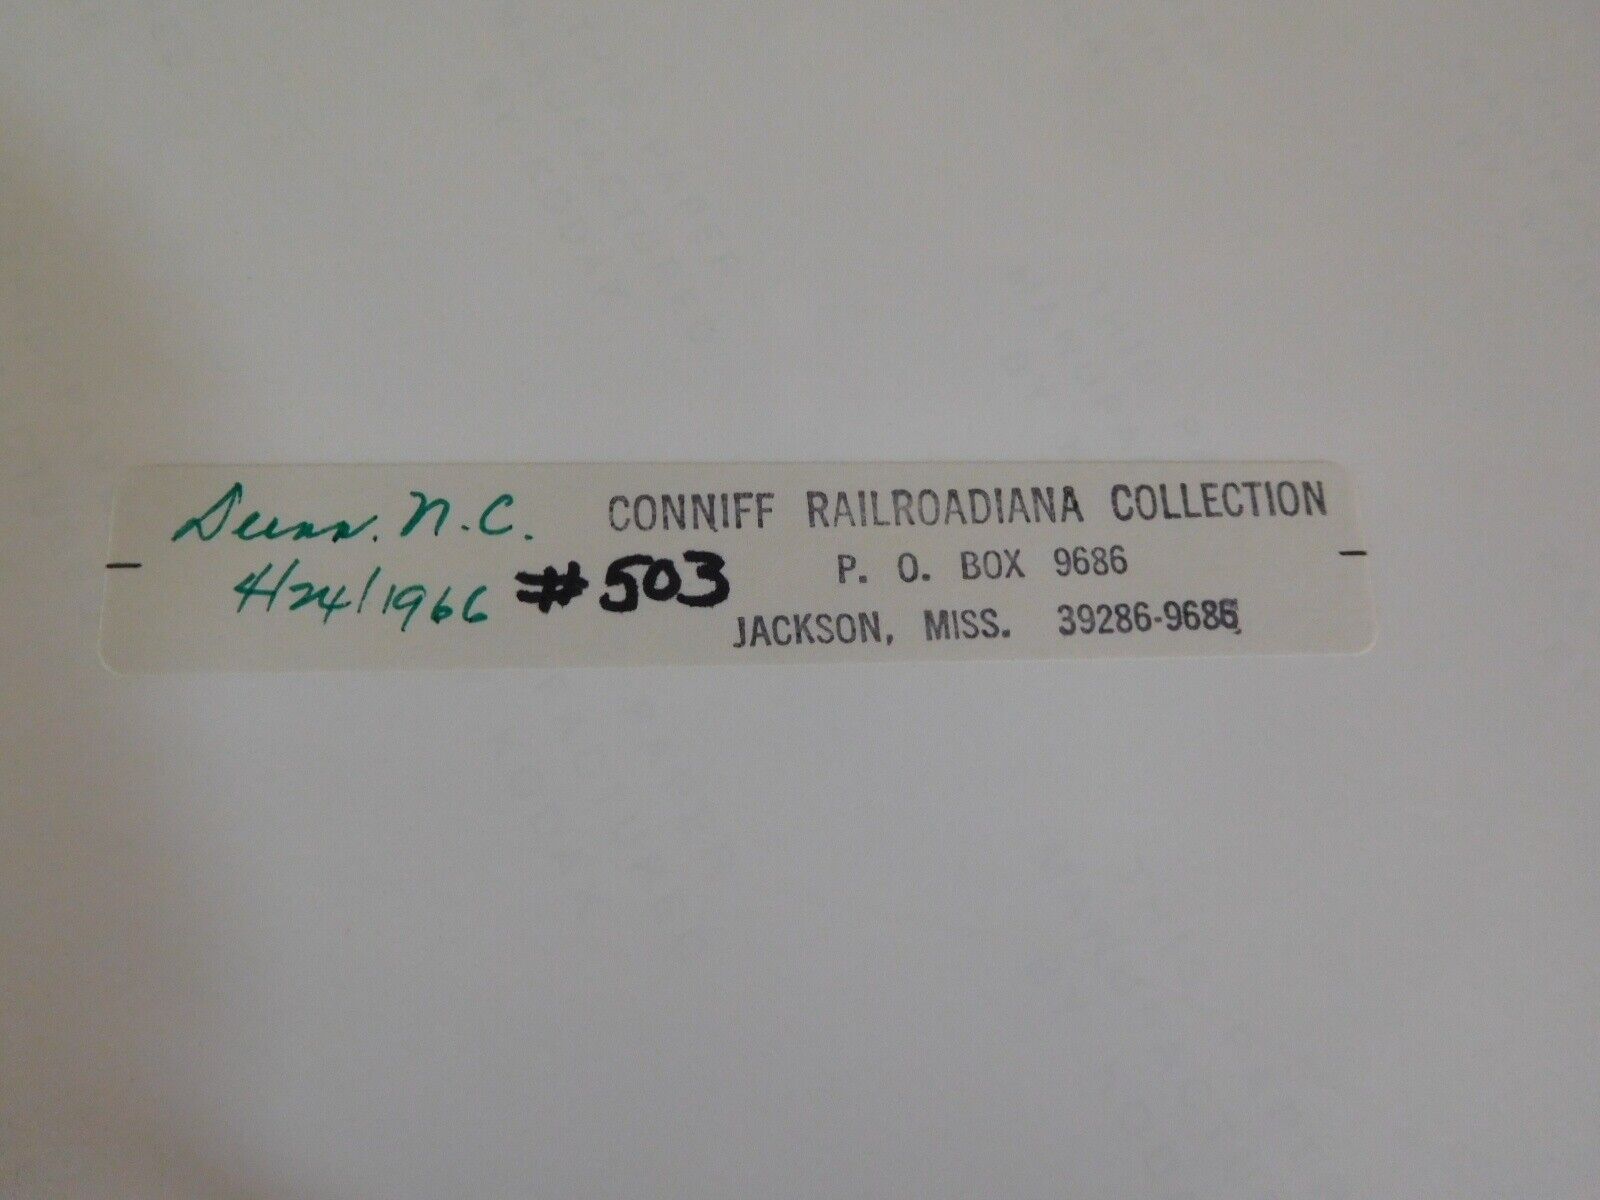 Dunn. N.C. CONNIFF RAILROADIANA COLLECTION
4/24/1966 #503 P. O. BOX 9686
JACKSON, MISS. 39286-9686